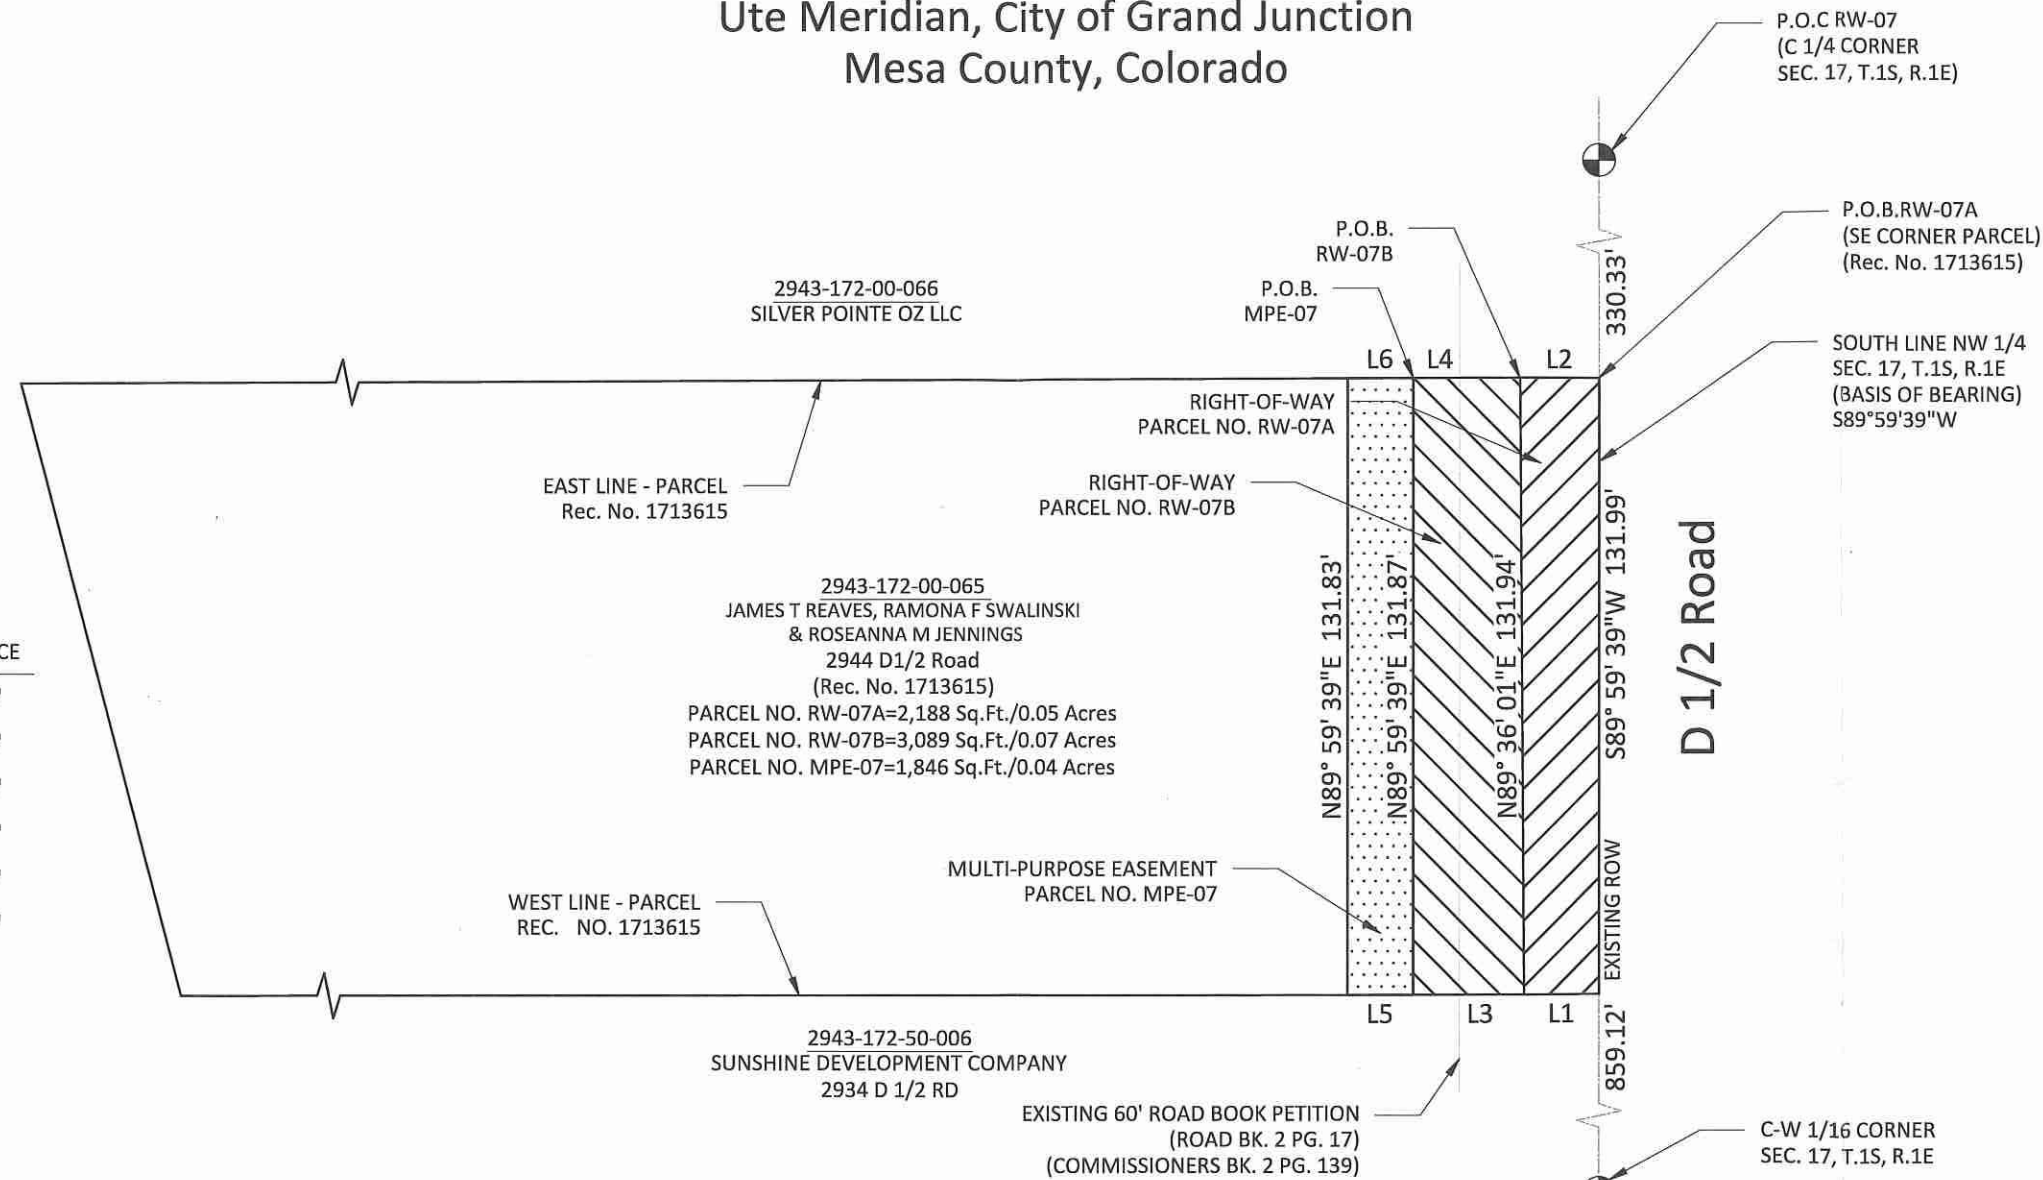 Ute Meridian, City of Grand Junction
Mesa County, Colorado
P.O.C RW-07
(C 1/4 CORNER
SEC. 17, T.1S, R.1E)
P.O.B.RW-07A
(SE CORNER PARCEL)
(Rec. No. 1713615)
P.O.B.
RW-07B
P.O.B.
MPE-07
330.33'
2943-172-00-066
SILVER POINTE OZ LLC
SOUTH LINE NW 1/4
SEC. 17, T.1S, R.1E
(BASIS OF BEARING)
S89°59'39"W
L6
L4
L2
RIGHT-OF-WAY
PARCEL NO. RW-07A
EAST LINE - PARCEL
Rec. No. 1713615
RIGHT-OF-WAY
PARCEL NO. RW-07B
2943-172-00-065
JAMES T REAVES, RAMONA F SWALINSKI
& ROSEANNA M JENNINGS
2944 D1/2 Road
(Rec. No. 1713615)
PARCEL NO. RW-07A=2,188 Sq.Ft./0.05 Acres
PARCEL NO. RW-07B=3,089 Sq.Ft./0.07 Acres
PARCEL NO. MPE-07=1,846 Sq.Ft./0.04 Acres
N89° 59' 39"E 131.83'
N89° 59' 39"E 131.87'
N89° 36' 01"E 131.94'
S89° 59' 39"W 131.99'
D 1/2 Road
CE
MULTI-PURPOSE EASEMENT
PARCEL NO. MPE-07
EXISTING ROW
WEST LINE - PARCEL
REC. NO. 1713615
L5
L3
L1
859.12'
2943-172-50-006
SUNSHINE DEVELOPMENT COMPANY
2934 D 1/2 RD
EXISTING 60' ROAD BOOK PETITION
(ROAD BK. 2 PG. 17)
(COMMISSIONERS BK. 2 PG. 139)
C-W 1/16 CORNER
SEC. 17, T.1S, R.1E